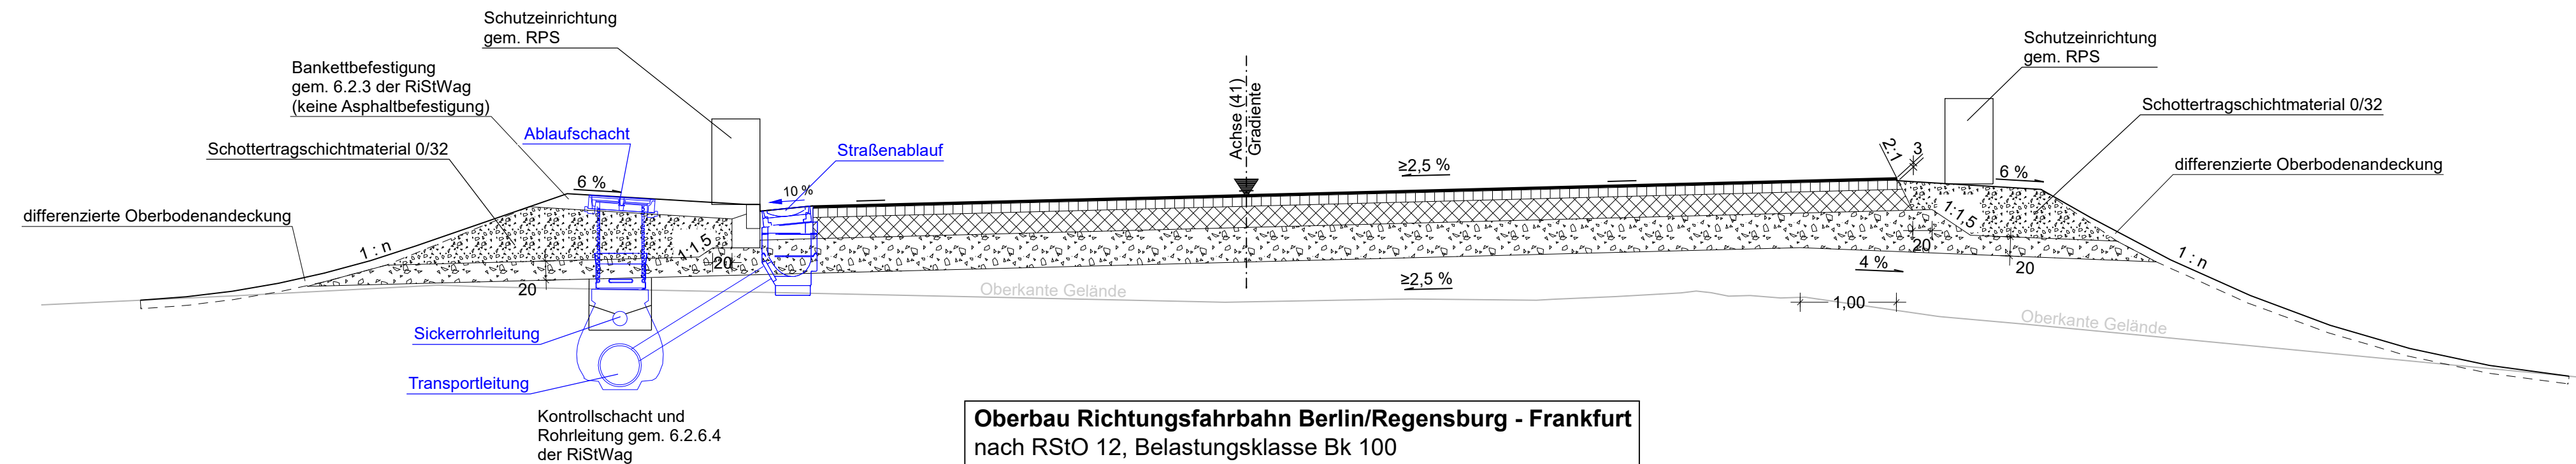 Schutzeinrichtung
gem. RPS
Schutzeinrichtung
gem. RPS
Bankettbefestigung
gem. 6.2.3 der RiStWag
(keine Asphaltbefestigung)
Achse (41)
Gradiente
Schottertragschichtmaterial 0/32
Ablaufschacht
Schottertragschichtmaterial 0/32
Straßenablauf
≥2,5 %
2:1
3
differenzierte Oberbodenandeckung
6 %
10 %
6 %
differenzierte Oberbodenandeckung
1 : n
1:1,5
20
20
1:1,5
20
20
1 : n
4 %
≥2,5 %
Oberkante Gelände
1,00
Oberkante Gelände
Sickerrohrleitung
Transportleitung
Kontrollschacht und
Rohrleitung gem. 6.2.6.4
der RiStWag
Oberbau Richtungsfahrbahn Berlin/Regensburg - Frankfurt
nach RStO 12, Belastungsklasse Bk 100